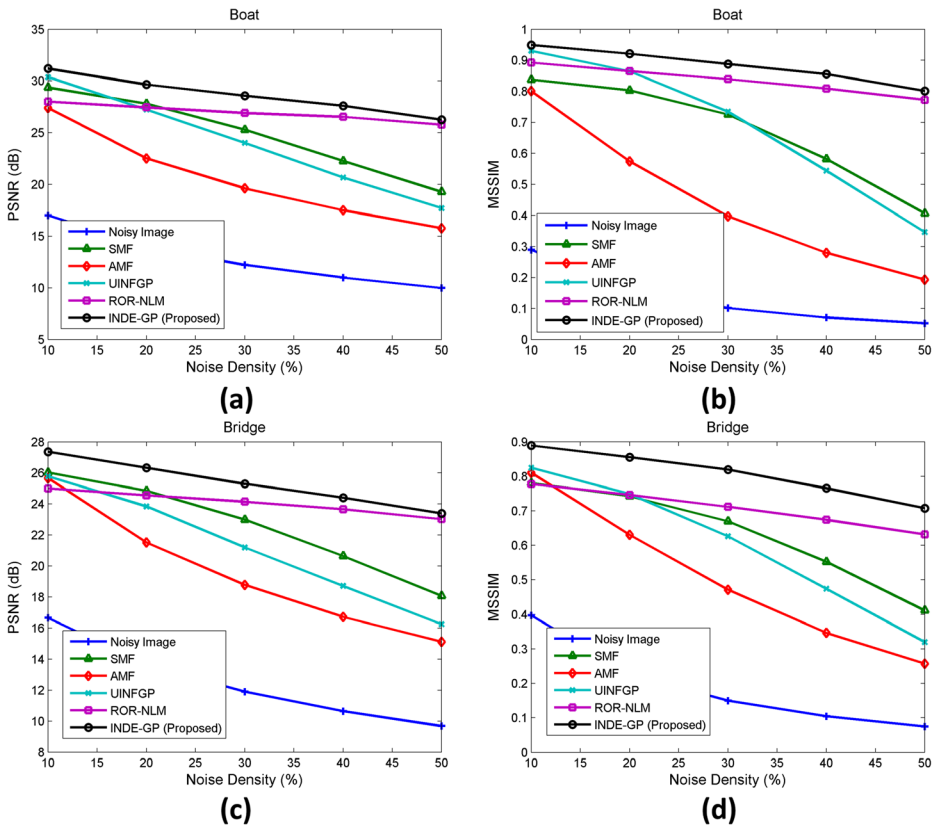 Boat
35
30
25
20
15
10
5
PSNR (dB)
Noisy Image
SMF
AMF
UINFGP
ROR-NLM
INDE-GP (Proposed)
10 15 20 25 30 35 40 45 50
Noise Density (%)
(a)
Boat
1
0.9
0.8
0.7
0.6
0.5
0.4
0.3
0.2
0.1
0
MSSIM
Noisy Image
SMF
AMF
UINFGP
ROR-NLM
INDE-GP (Proposed)
10 15 20 25 30 35 40 45 50
Noise Density (%)
(b)
Bridge
28
26
24
22
20
18
16
14
12
10
8
PSNR (dB)
Noisy Image
SMF
AMF
UINFGP
ROR-NLM
INDE-GP (Proposed)
10 15 20 25 30 35 40 45 50
Noise Density (%)
(c)
Bridge
0.9
0.8
0.7
0.6
0.5
0.4
0.3
0.2
0.1
0
MSSIM
Noisy Image
SMF
AMF
UINFGP
ROR-NLM
INDE-GP (Proposed)
10 15 20 25 30 35 40 45 50
Noise Density (%)
(d)